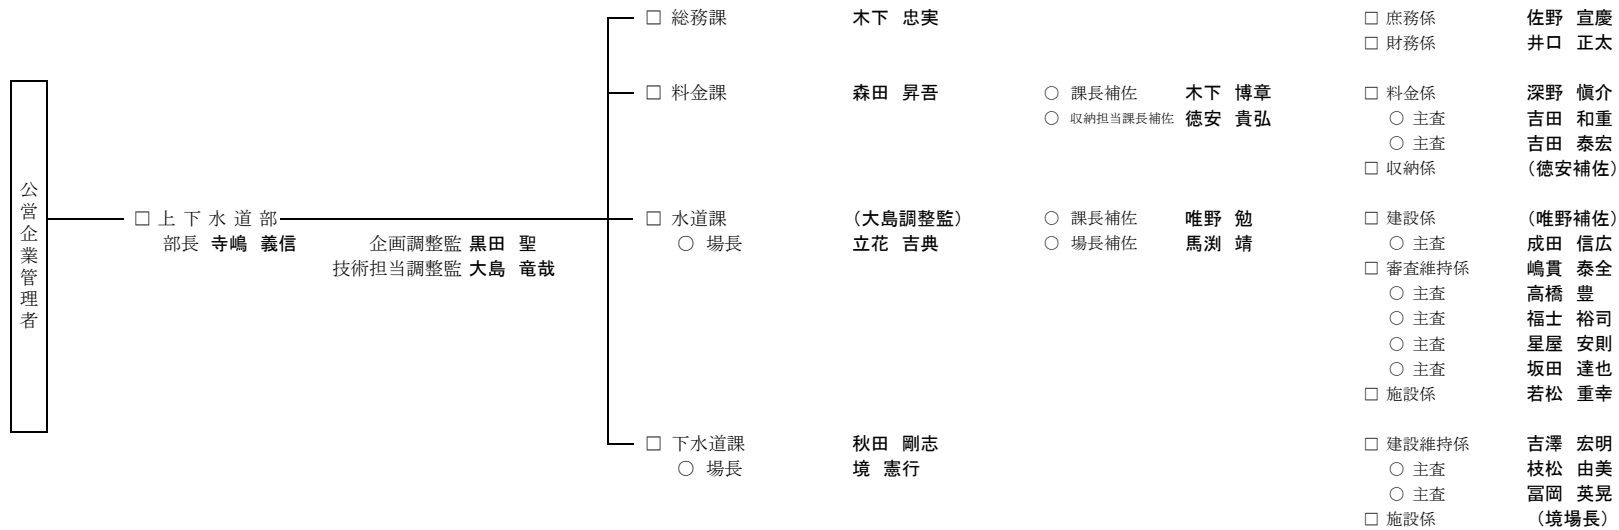 公営企業管理者
□ 上下水道部
部長 寺嶋 義信 企画調整監 黒田 聖
技術担当調整監 大島 竜哉
□ 総務課 木下 忠実 □ 庶務係 佐野 宣慶
□ 財務係 井口 正太
□ 料金課 森田 昇吾 ○ 課長補佐 木下 博章 □ 料金係 深野 愼介
○ 収納担当課長補佐 徳安 貴弘 ○ 主査 吉田 和重
○ 主査 吉田 泰宏
□ 収納係 (徳安補佐)
□ 水道課 (大島調整監) ○ 課長補佐 唯野 勉 □ 建設係 (唯野補佐)
○ 場長 立花 吉典 ○ 場長補佐 馬渕 靖 ○ 主査 成田 信広
□ 審査維持係 嶋貫 泰全
○ 主査 高橋 豊
○ 主査 福士 裕司
○ 主査 星屋 安則
○ 主査 坂田 達也
□ 施設係 若松 重幸
□ 下水道課 秋田 剛志 □ 建設維持係 吉澤 宏明
○ 場長 境 憲行 ○ 主査 枝松 由美
○ 主査 冨岡 英晃
□ 施設係 (境場長)